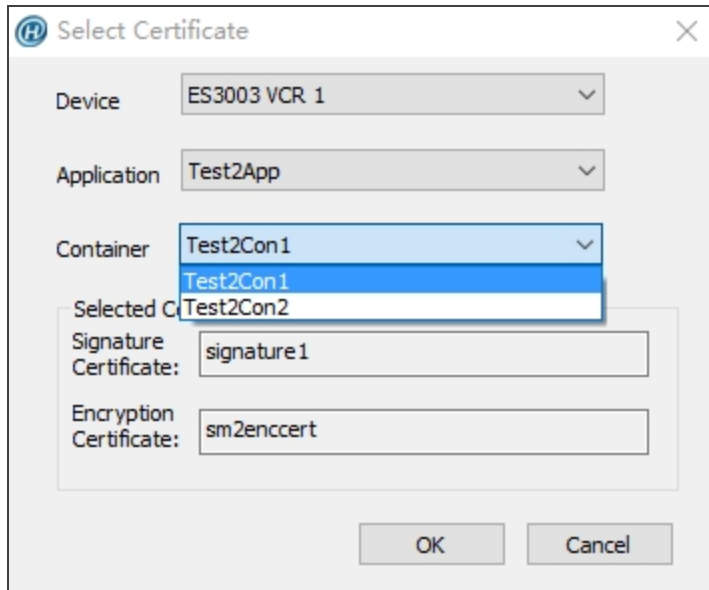 Select Certificate
Device
ES3003 VCR 1
Application
Test2App
Container
Test2Con1
Test2Con1
Test2Con2
Selected C
Signature
Certificate:
signature1
Encryption
Certificate:
sm2enccert
OK
Cancel